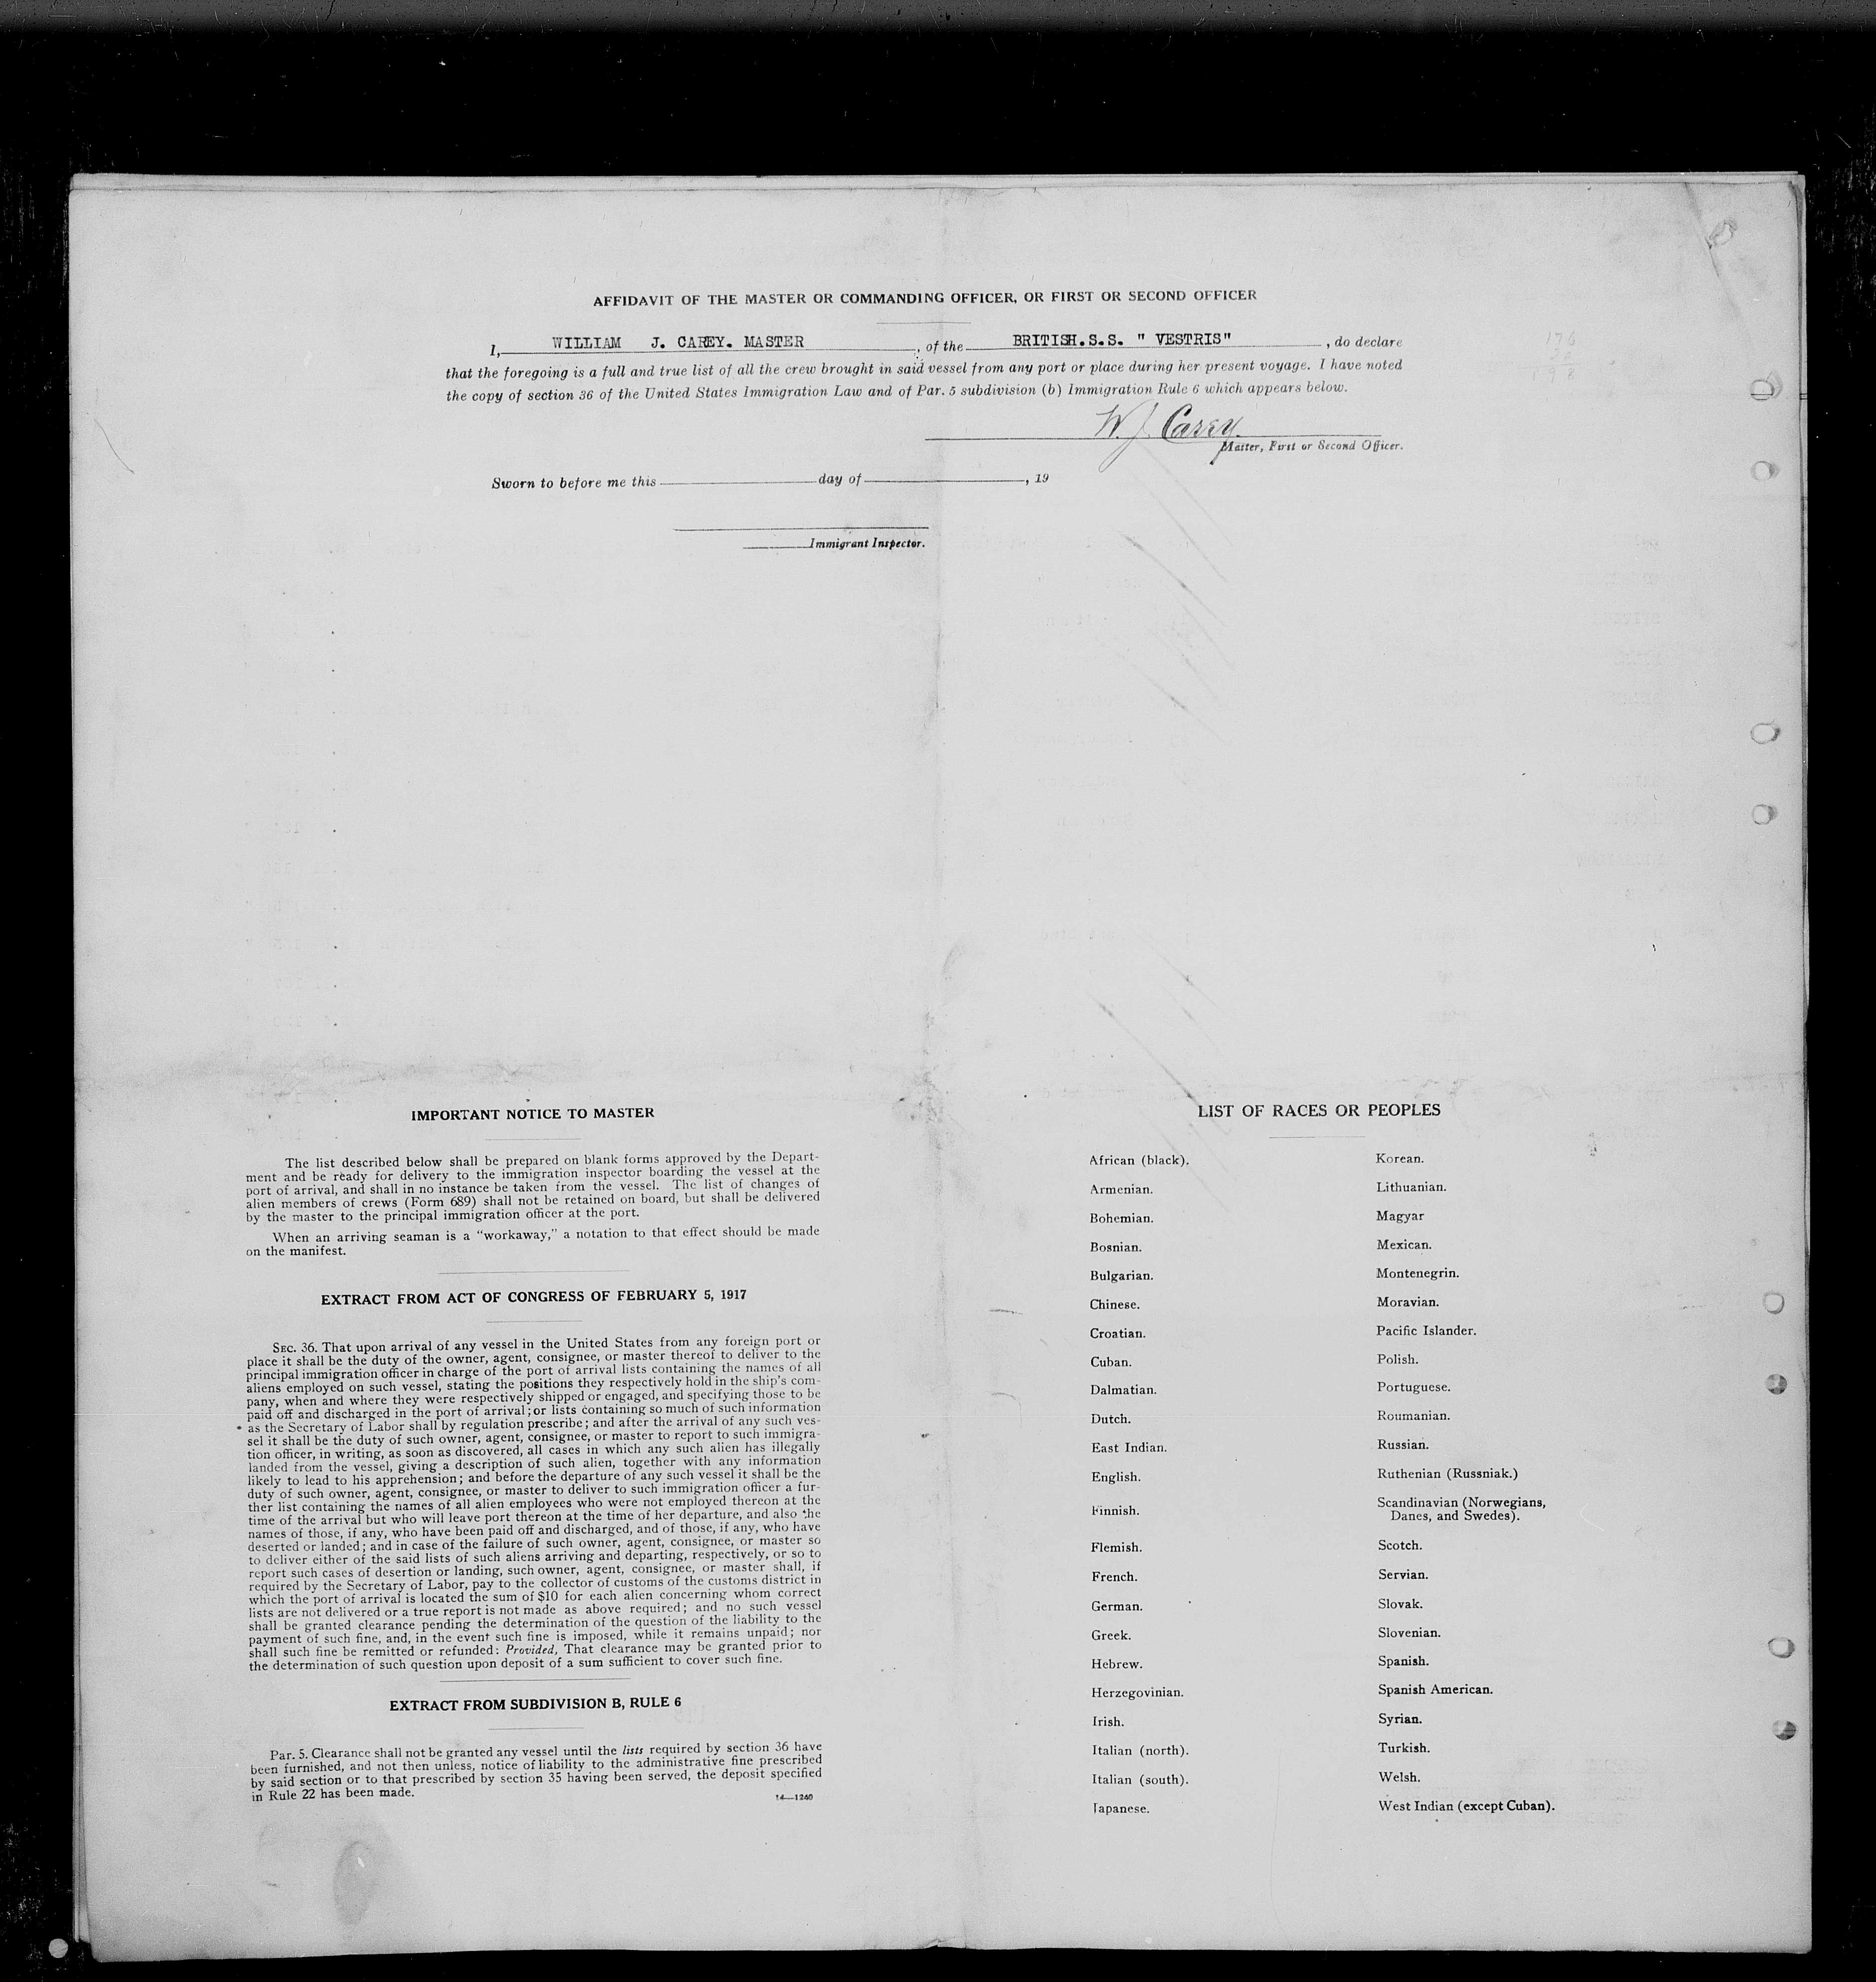 AFFIDAVIT OF THE MASTER OR COMMANDING OFFICER, OR FIRST OR SECOND OFFICER
I, WILLIAM J. CAREY. MASTER , of the BRITISH.S.S. " VESTRIS" , do declare
that the foregoing is a full and true list of all the crew brought in said vessel from any port or place during her present voyage. I have noted
the copy of section 36 of the United States Immigration Law and of Par. 5 subdivision (b) Immigration Rule 6 which appears below.
W. J. Carey.
Master, First or Second Officer.
Sworn to before me this day of , 19
Immigrant Inspector.
IMPORTANT NOTICE TO MASTER
The list described below shall be prepared on blank forms approved by the Depart-
ment and be ready for delivery to the immigration inspector boarding the vessel at the
port of arrival, and shall in no instance be taken from the vessel. The list of changes of
alien members of crews (Form 689) shall not be retained on board, but shall be delivered
by the master to the principal immigration officer at the port.
When an arriving seaman is a "workaway," a notation to that effect should be made
on the manifest.
EXTRACT FROM ACT OF CONGRESS OF FEBRUARY 5, 1917
SEC. 36. That upon arrival of any vessel in the United States from any foreign port or
place it shall be the duty of the owner, agent, consignee, or master thereof to deliver to the
principal immigration officer in charge of the port of arrival lists containing the names of all
aliens employed on such vessel, stating the positions they respectively hold in the ship's com-
pany, when and where they were respectively shipped or engaged, and specifying those to be
paid off and discharged in the port of arrival; or lists containing so much of such information
as the Secretary of Labor shall by regulation prescribe; and after the arrival of any such ves-
sel it shall be the duty of such owner, agent, consignee, or master to report to such immigra-
tion officer, in writing, as soon as discovered, all cases in which any such alien has illegally
landed from the vessel, giving a description of such alien, together with any information
likely to lead to his apprehension; and before the departure of any such vessel it shall be the
duty of such owner, agent, consignee, or master to deliver to such immigration officer a fur-
ther list containing the names of all alien employees who were not employed thereon at the
time of the arrival but who will leave port thereon at the time of her departure, and also the
names of those, if any, who have been paid off and discharged, and of those, if any, who have
deserted or landed; and in case of the failure of such owner, agent, consignee, or master so
to deliver either of the said lists of such aliens arriving and departing, respectively, or so to
report such cases of desertion or landing, such owner, agent, consignee, or master shall, if
required by the Secretary of Labor, pay to the collector of customs of the customs district in
which the port of arrival is located the sum of $10 for each alien concerning whom correct
lists are not delivered or a true report is not made as above required; and no such vessel
shall be granted clearance pending the determination of the question of the liability to the
payment of such fine, and, in the event such fine is imposed, while it remains unpaid; nor
shall such fine be remitted or refunded: Provided, That clearance may be granted prior to
the determination of such question upon deposit of a sum sufficient to cover such fine.
EXTRACT FROM SUBDIVISION B, RULE 6
Par. 5. Clearance shall not be granted any vessel until the lists required by section 36 have
been furnished, and not then unless, notice of liability to the administrative fine prescribed
by said section or to that prescribed by section 35 having been served, the deposit specified
in Rule 22 has been made.
14—1240
LIST OF RACES OR PEOPLES
African (black).
Armenian.
Bohemian.
Bosnian.
Bulgarian.
Chinese.
Croatian.
Cuban.
Dalmatian.
Dutch.
East Indian.
English.
Finnish.
Flemish.
French.
German.
Greek.
Hebrew.
Herzegovinian.
Irish.
Italian (north).
Italian (south).
Japanese.
Korean.
Lithuanian.
Magyar
Mexican.
Montenegrin.
Moravian.
Pacific Islander.
Polish.
Portuguese.
Roumanian.
Russian.
Ruthenian (Russniak.)
Scandinavian (Norwegians,
Danes, and Swedes).
Scotch.
Servian.
Slovak.
Slovenian.
Spanish.
Spanish American.
Syrian.
Turkish.
Welsh.
West Indian (except Cuban).